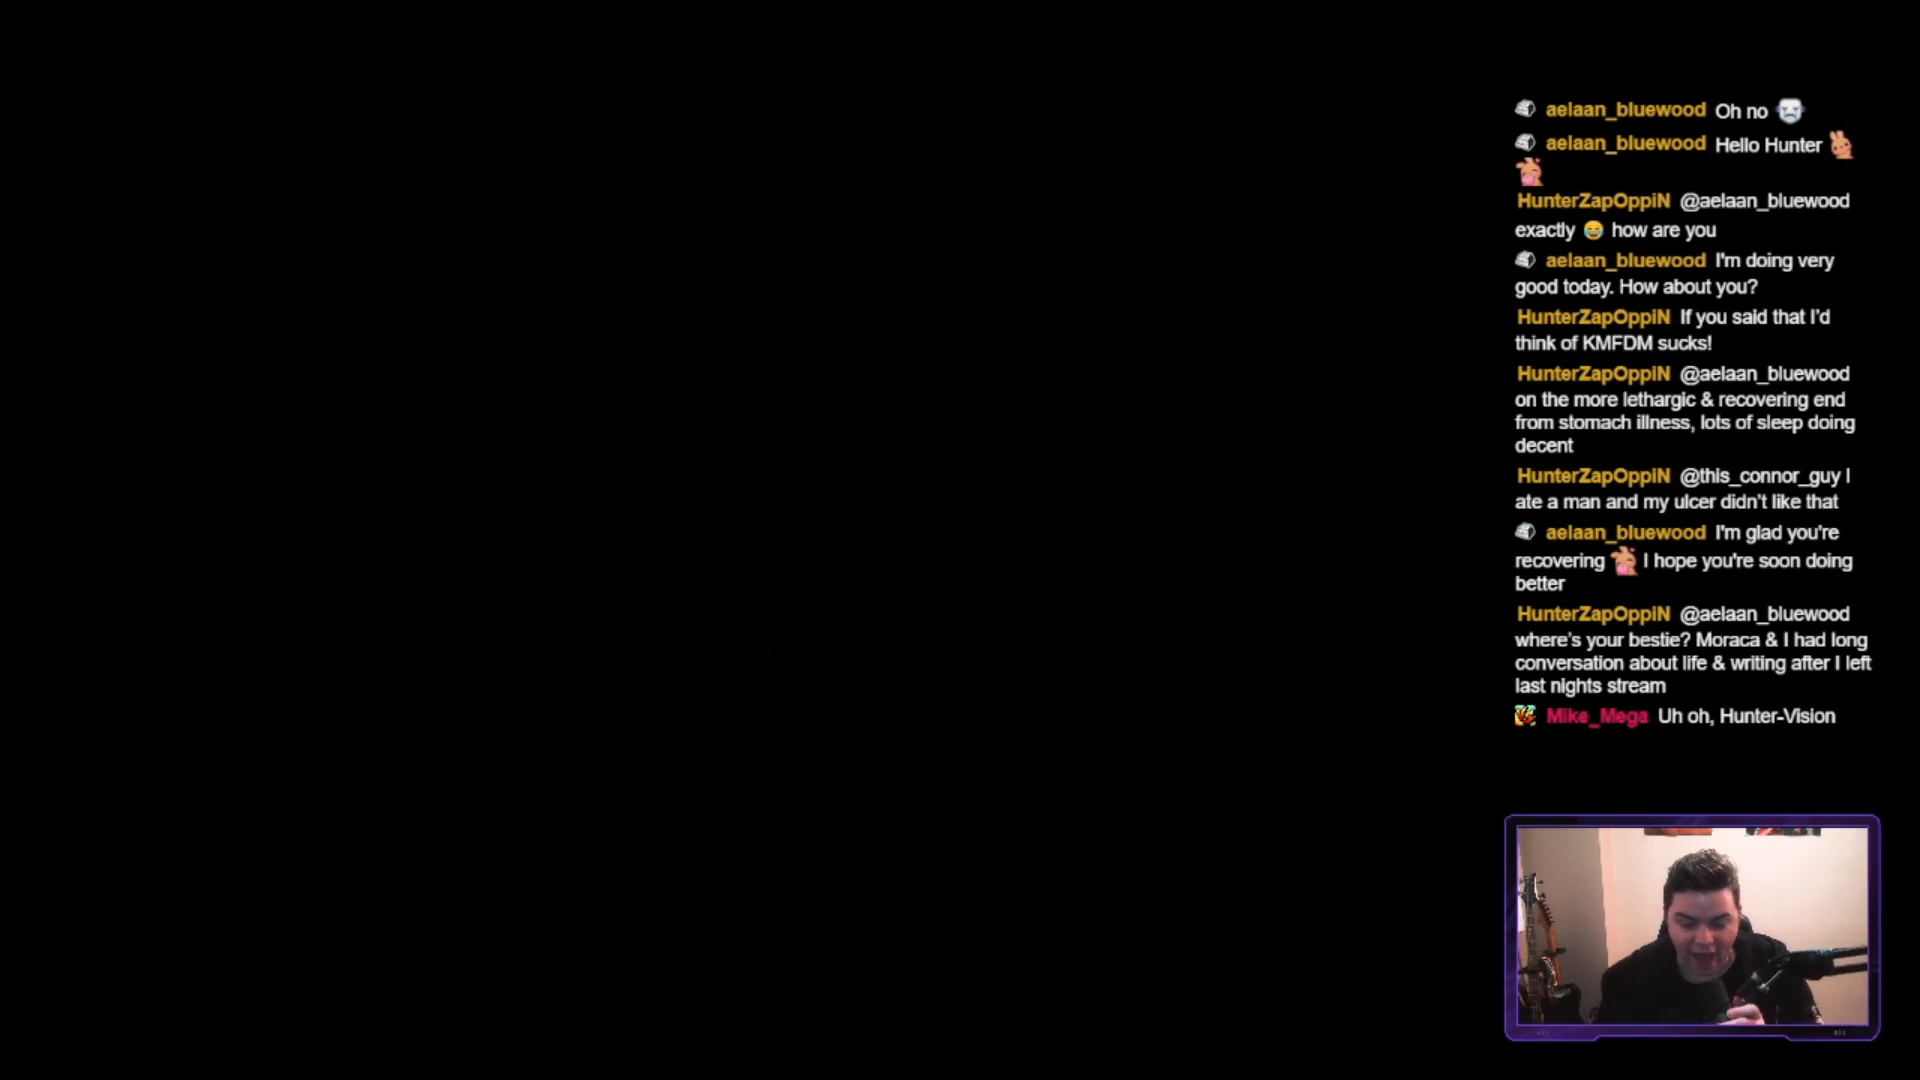 aelaan_bluewood Oh no
aelaan_bluewood Hello Hunter
HunterZapOppiN @aelaan_bluewood
exactly 😂 how are you
aelaan_bluewood I'm doing very
good today. How about you?
HunterZapOppiN If you said that I'd
think of KMFDM sucks!
HunterZapOppiN @aelaan_bluewood
on the more lethargic & recovering end
from stomach illness, lots of sleep doing
decent
HunterZapOppiN @this_connor_guy I
ate a man and my ulcer didn't like that
aelaan_bluewood I'm glad you're
recovering I hope you're soon doing
better
HunterZapOppiN @aelaan_bluewood
where's your bestie? Moraca & I had long
conversation about life & writing after I left
last nights stream
Mike_Mega Uh oh, Hunter-Vision